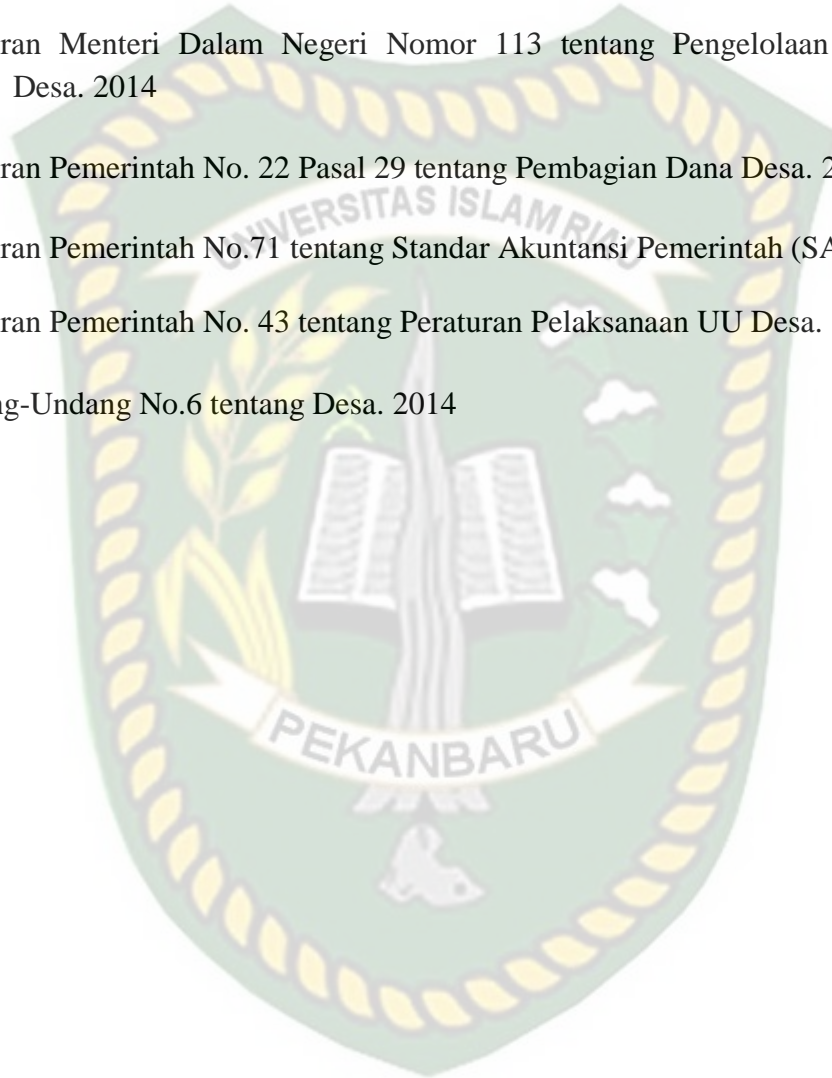 ran Menteri Dalam Negeri Nomor 113 tentang Pengelolaan
Desa. 2014
ran Pemerintah No. 22 Pasal 29 tentang Pembagian Dana Desa. 2
ran Pemerintah No.71 tentang Standar Akuntansi Pemerintah (SA
ran Pemerintah No. 43 tentang Peraturan Pelaksanaan UU Desa.
ng-Undang No.6 tentang Desa. 2014
UNIVERSITAS ISLAM RIAU
PEKANBARU